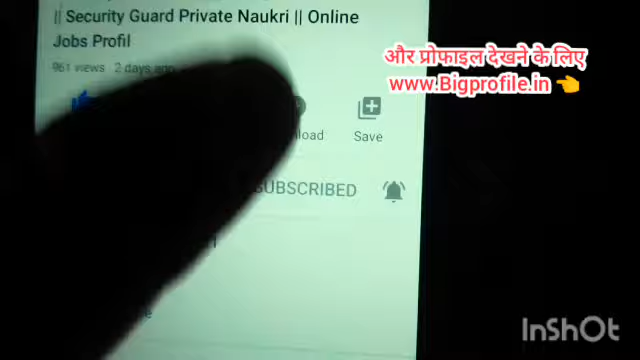 || Security Guard Private Naukri || Online
Jobs Profil
961 views 2 days ago
और प्रोफाइल देखने के लिए
www.Bigprofile.in 👉
Save
SUBSCRIBED
InShOt